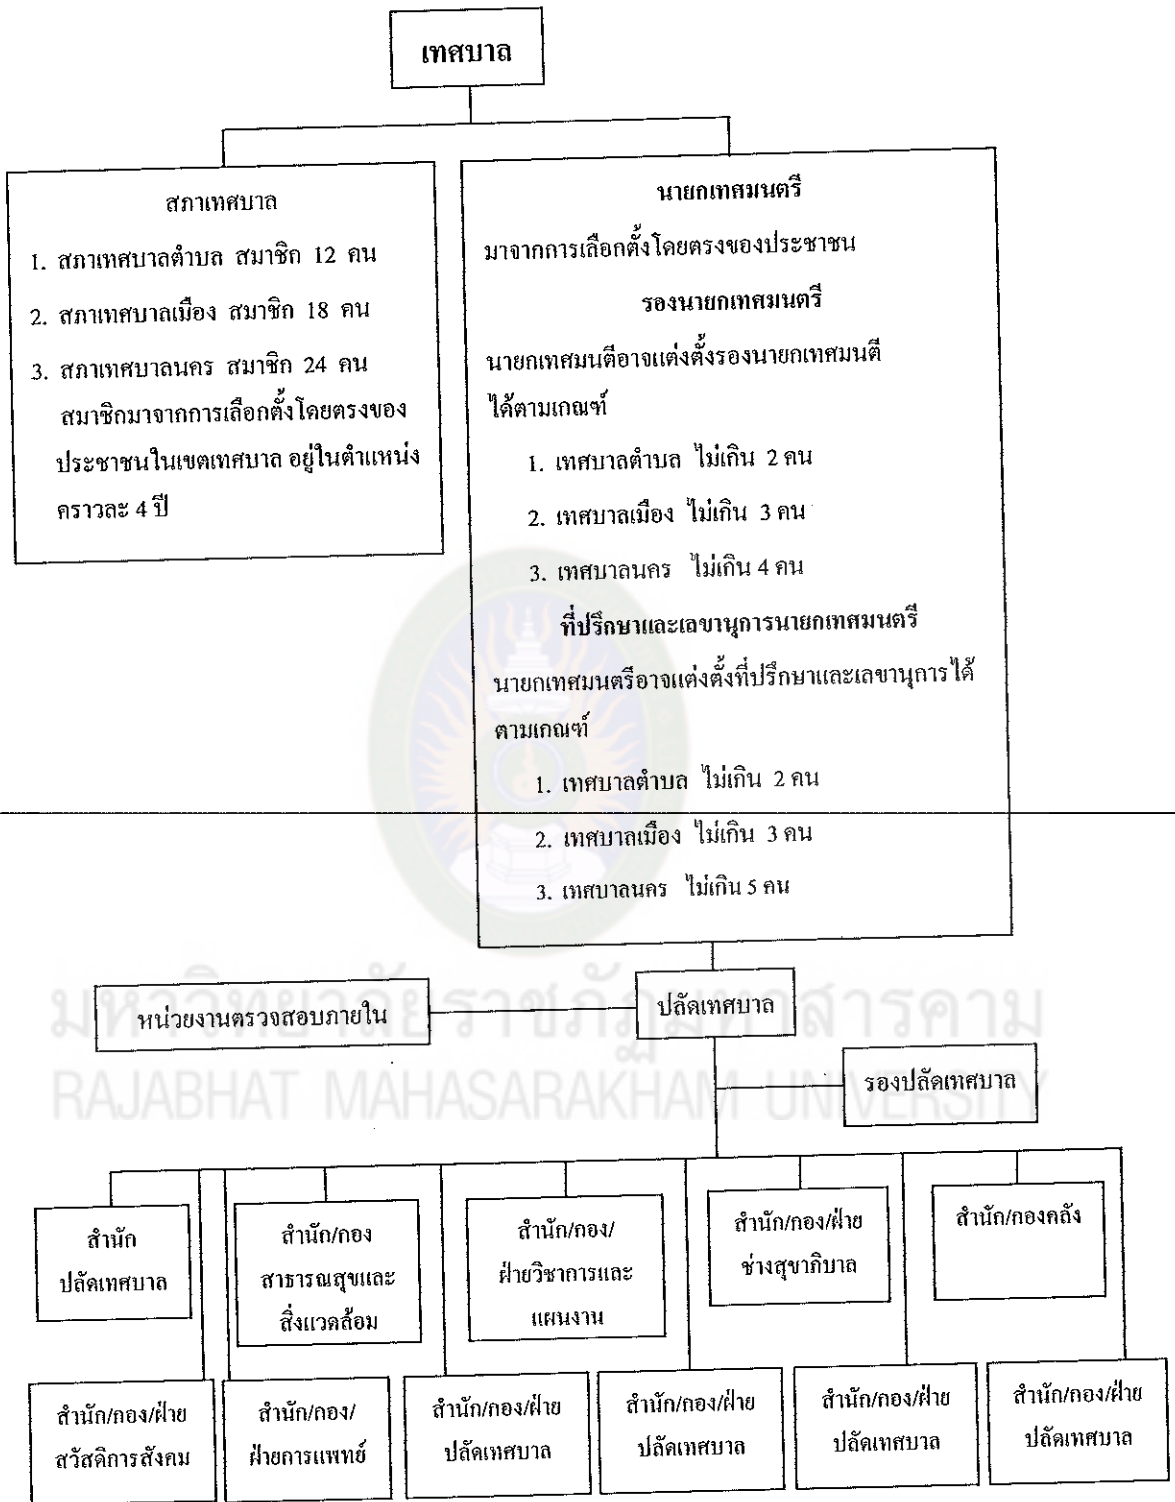 เทศบาล
สภาเทศบาล
1. สภาเทศบาลตำบล สมาชิก 12 คน
2. สภาเทศบาลเมือง สมาชิก 18 คน
3. สภาเทศบาลนคร สมาชิก 24 คน
สมาชิกมาจากการเลือกตั้งโดยตรงของ
ประชาชนในเขตเทศบาล อยู่ในตำแหน่ง
คราวละ 4 ปี
นายกเทศมนตรี
มาจากการเลือกตั้งโดยตรงของประชาชน
รองนายกเทศมนตรี
นายกเทศมนตีอาจแต่งตั้งรองนายกเทศมนตี
ได้ตามเกณฑ์
1. เทศบาลตำบล ไม่เกิน 2 คน
2. เทศบาลเมือง ไม่เกิน 3 คน
3. เทศบาลนคร ไม่เกิน 4 คน
ที่ปรึกษาและเลขานุการนายกเทศมนตรี
นายกเทศมนตรีอาจแต่งตั้งที่ปรึกษาและเลขานุการได้
ตามเกณฑ์
1. เทศบาลตำบล ไม่เกิน 2 คน
2. เทศบาลเมือง ไม่เกิน 3 คน
3. เทศบาลนคร ไม่เกิน 5 คน
มหาวิทยาลัยราชภัฏมหาสารคาม
RAJABHAT MAHASARAKHAM UNIVERSITY
หน่วยงานตรวจสอบภายใน
ปลัดเทศบาล
รองปลัดเทศบาล
สำนัก
ปลัดเทศบาล
สำนัก/กอง
สาธารณสุขและ
สิ่งแวดล้อม
สำนัก/กอง/
ฝ่ายวิชาการและ
แผนงาน
สำนัก/กอง/ฝ่าย
ช่างสุขาภิบาล
สำนัก/กองคลัง
สำนัก/กอง/ฝ่าย
สวัสดิการสังคม
สำนัก/กอง/
ฝ่ายการแพทย์
สำนัก/กอง/ฝ่าย
ปลัดเทศบาล
สำนัก/กอง/ฝ่าย
ปลัดเทศบาล
สำนัก/กอง/ฝ่าย
ปลัดเทศบาล
สำนัก/กอง/ฝ่าย
ปลัดเทศบาล